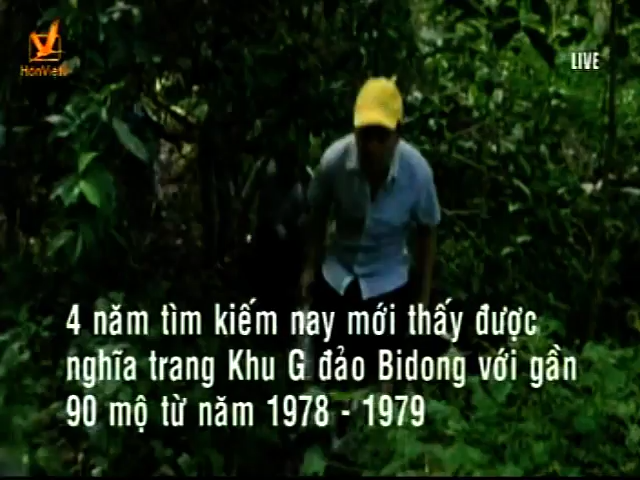 HonViettv
LIVE
4 năm tìm kiếm nay mới thấy được
nghĩa trang Khu G đảo Bidong với gần
90 mộ từ năm 1978 - 1979